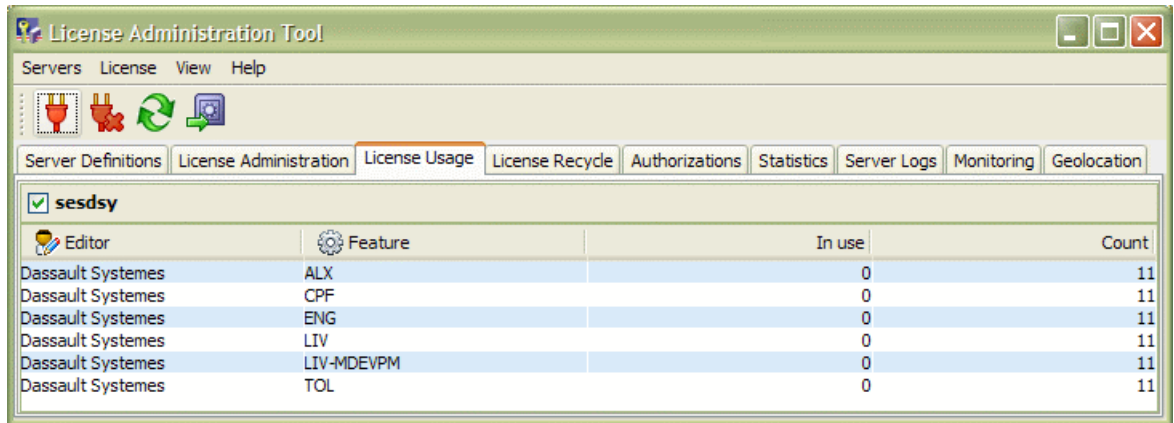 License Administration Tool
Servers License View Help
Server Definitions License Administration License Usage License Recycle Authorizations Statistics Server Logs Monitoring Geolocation
sesdsy
Editor Feature In use Count
Dassault Systemes ALX 0 11
Dassault Systemes CPF 0 11
Dassault Systemes ENG 0 11
Dassault Systemes LIV 0 11
Dassault Systemes LIV-MDEVPM 0 11
Dassault Systemes TOL 0 11